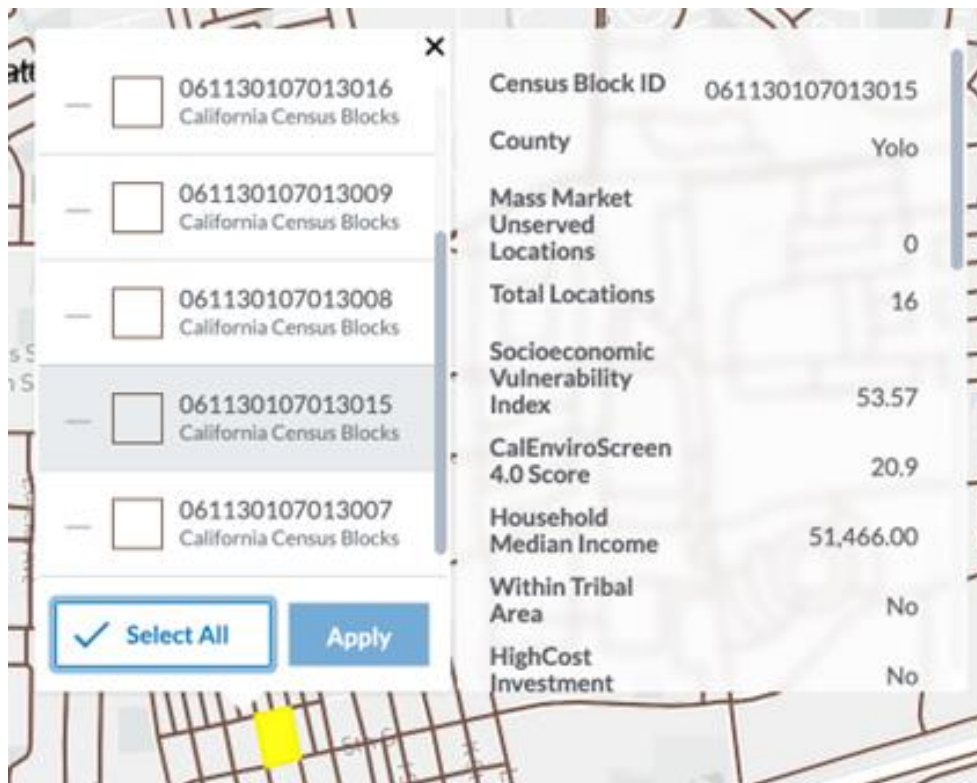 061130107013016
California Census Blocks
061130107013009
California Census Blocks
061130107013008
California Census Blocks
061130107013015
California Census Blocks
061130107013007
California Census Blocks
Select All
Apply
Census Block ID 061130107013015
County Yolo
Mass Market
Unserved
Locations 0
Total Locations 16
Socioeconomic
Vulnerability
Index 53.57
CalEnviroScreen
4.0 Score 20.9
Household
Median Income 51,466.00
Within Tribal
Area No
HighCost
Investment No